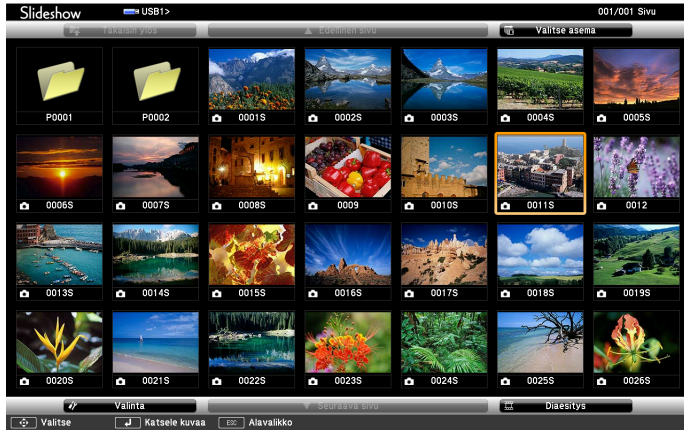 Slideshow USB1> 001/001 Sivu
Takaisin ylös Edellinen sivu Valitse asema
P0001 P0002 0001S 0002S 0003S 0004S 0005S
0006S 0007S 0008S 0009 0010S 0011S 0012
0013S 0014S 0015S 0016S 0017S 0018S 0019S
0020S 0021S 0022S 0023S 0024S 0025S 0026S
Valinta Seuraava sivu Diaesitys
Valitse Katsele kuvaa ESC Alavalikko